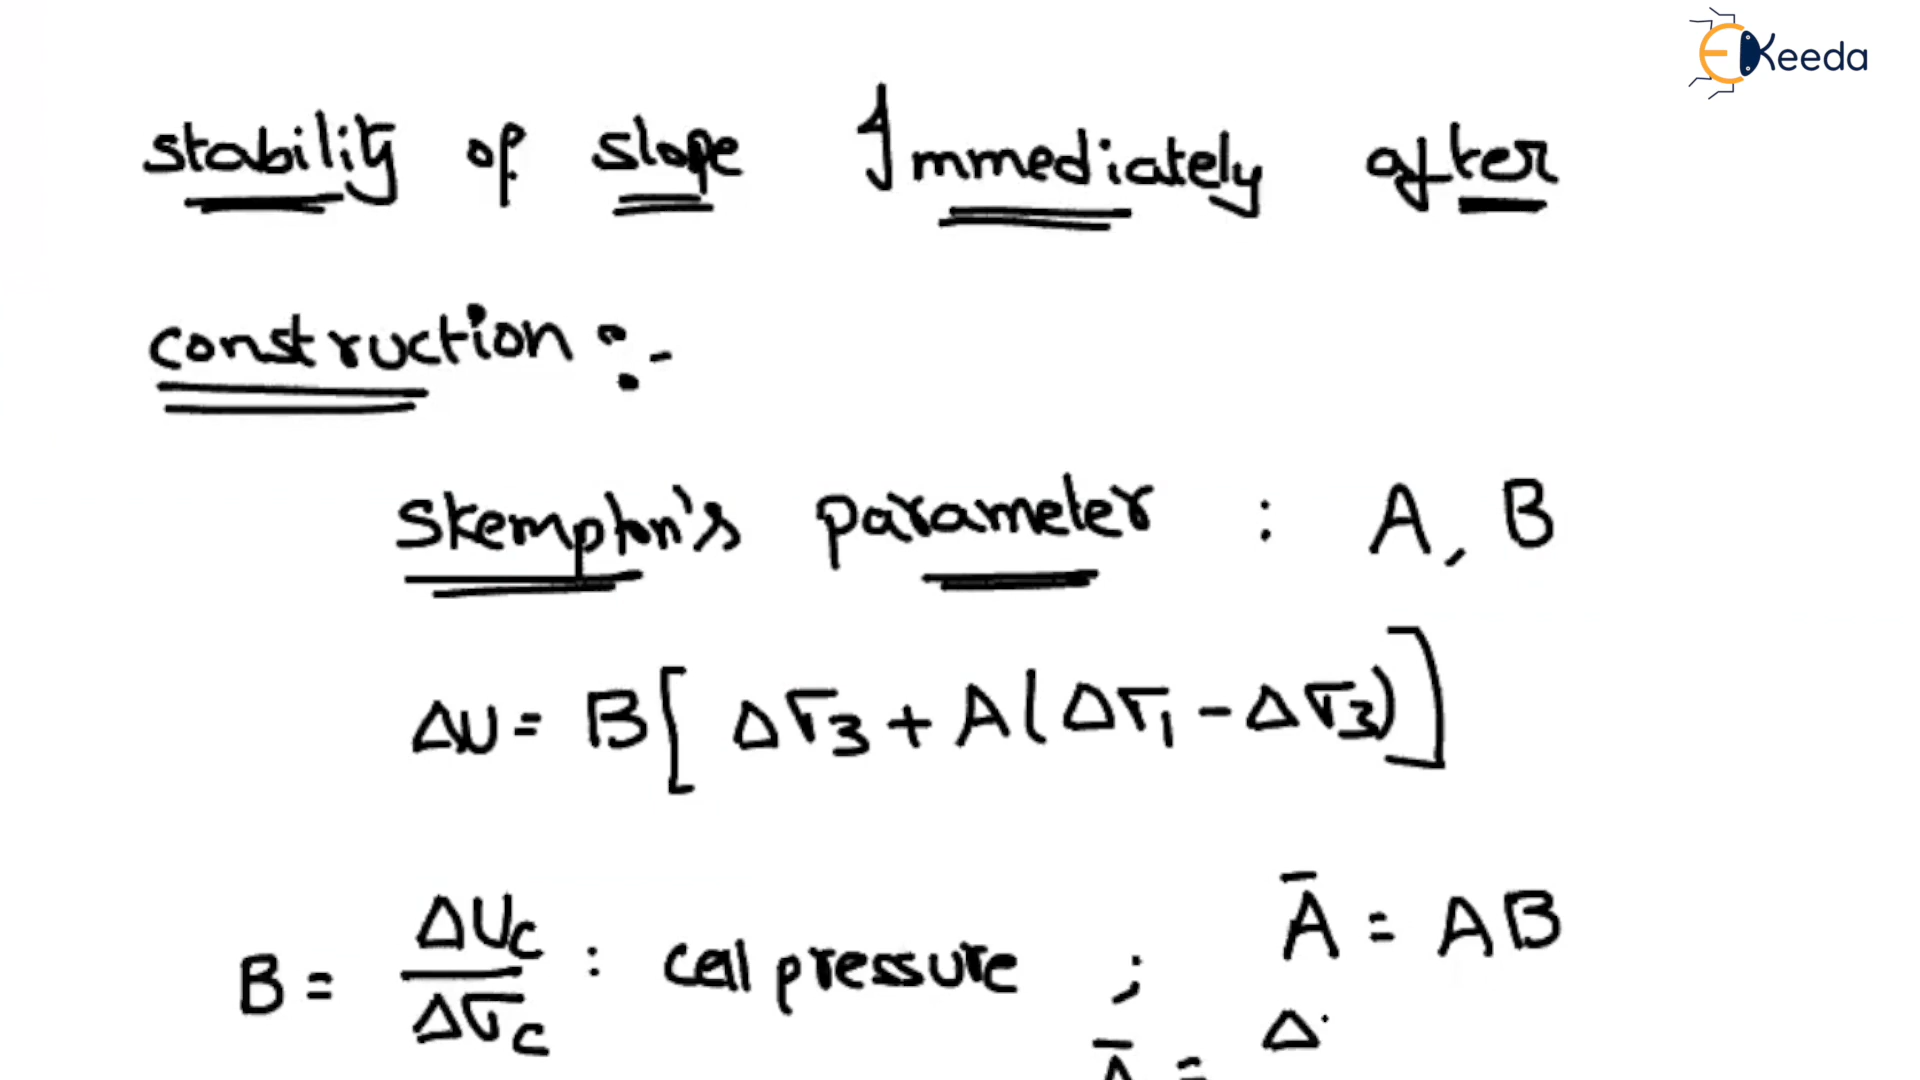 EKeeda
stability of slope Immediately after
construction :-
Skempton's parameter : A, B
ΔU = B[ Δσ3 + A(Δσ1 - Δσ3)]
B = ΔUc / Δσc : cell pressure ; Ā = AB
Ā = Δ